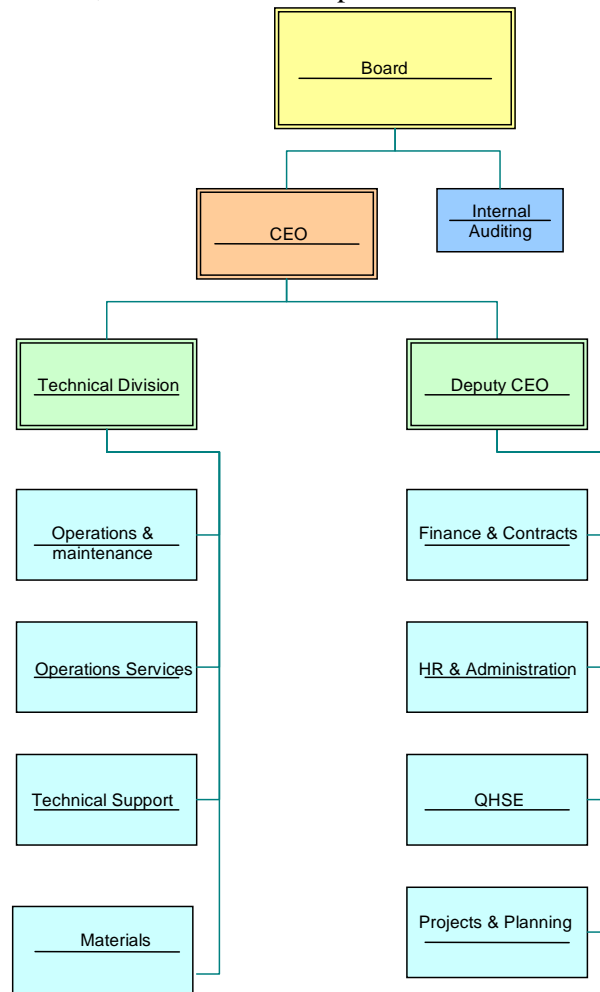 Board
CEO
Internal
Auditing
Technical Division
Deputy CEO
Operations &
maintenance
Finance & Contracts
Operations Services
HR & Administration
Technical Support
QHSE
Materials
Projects & Planning